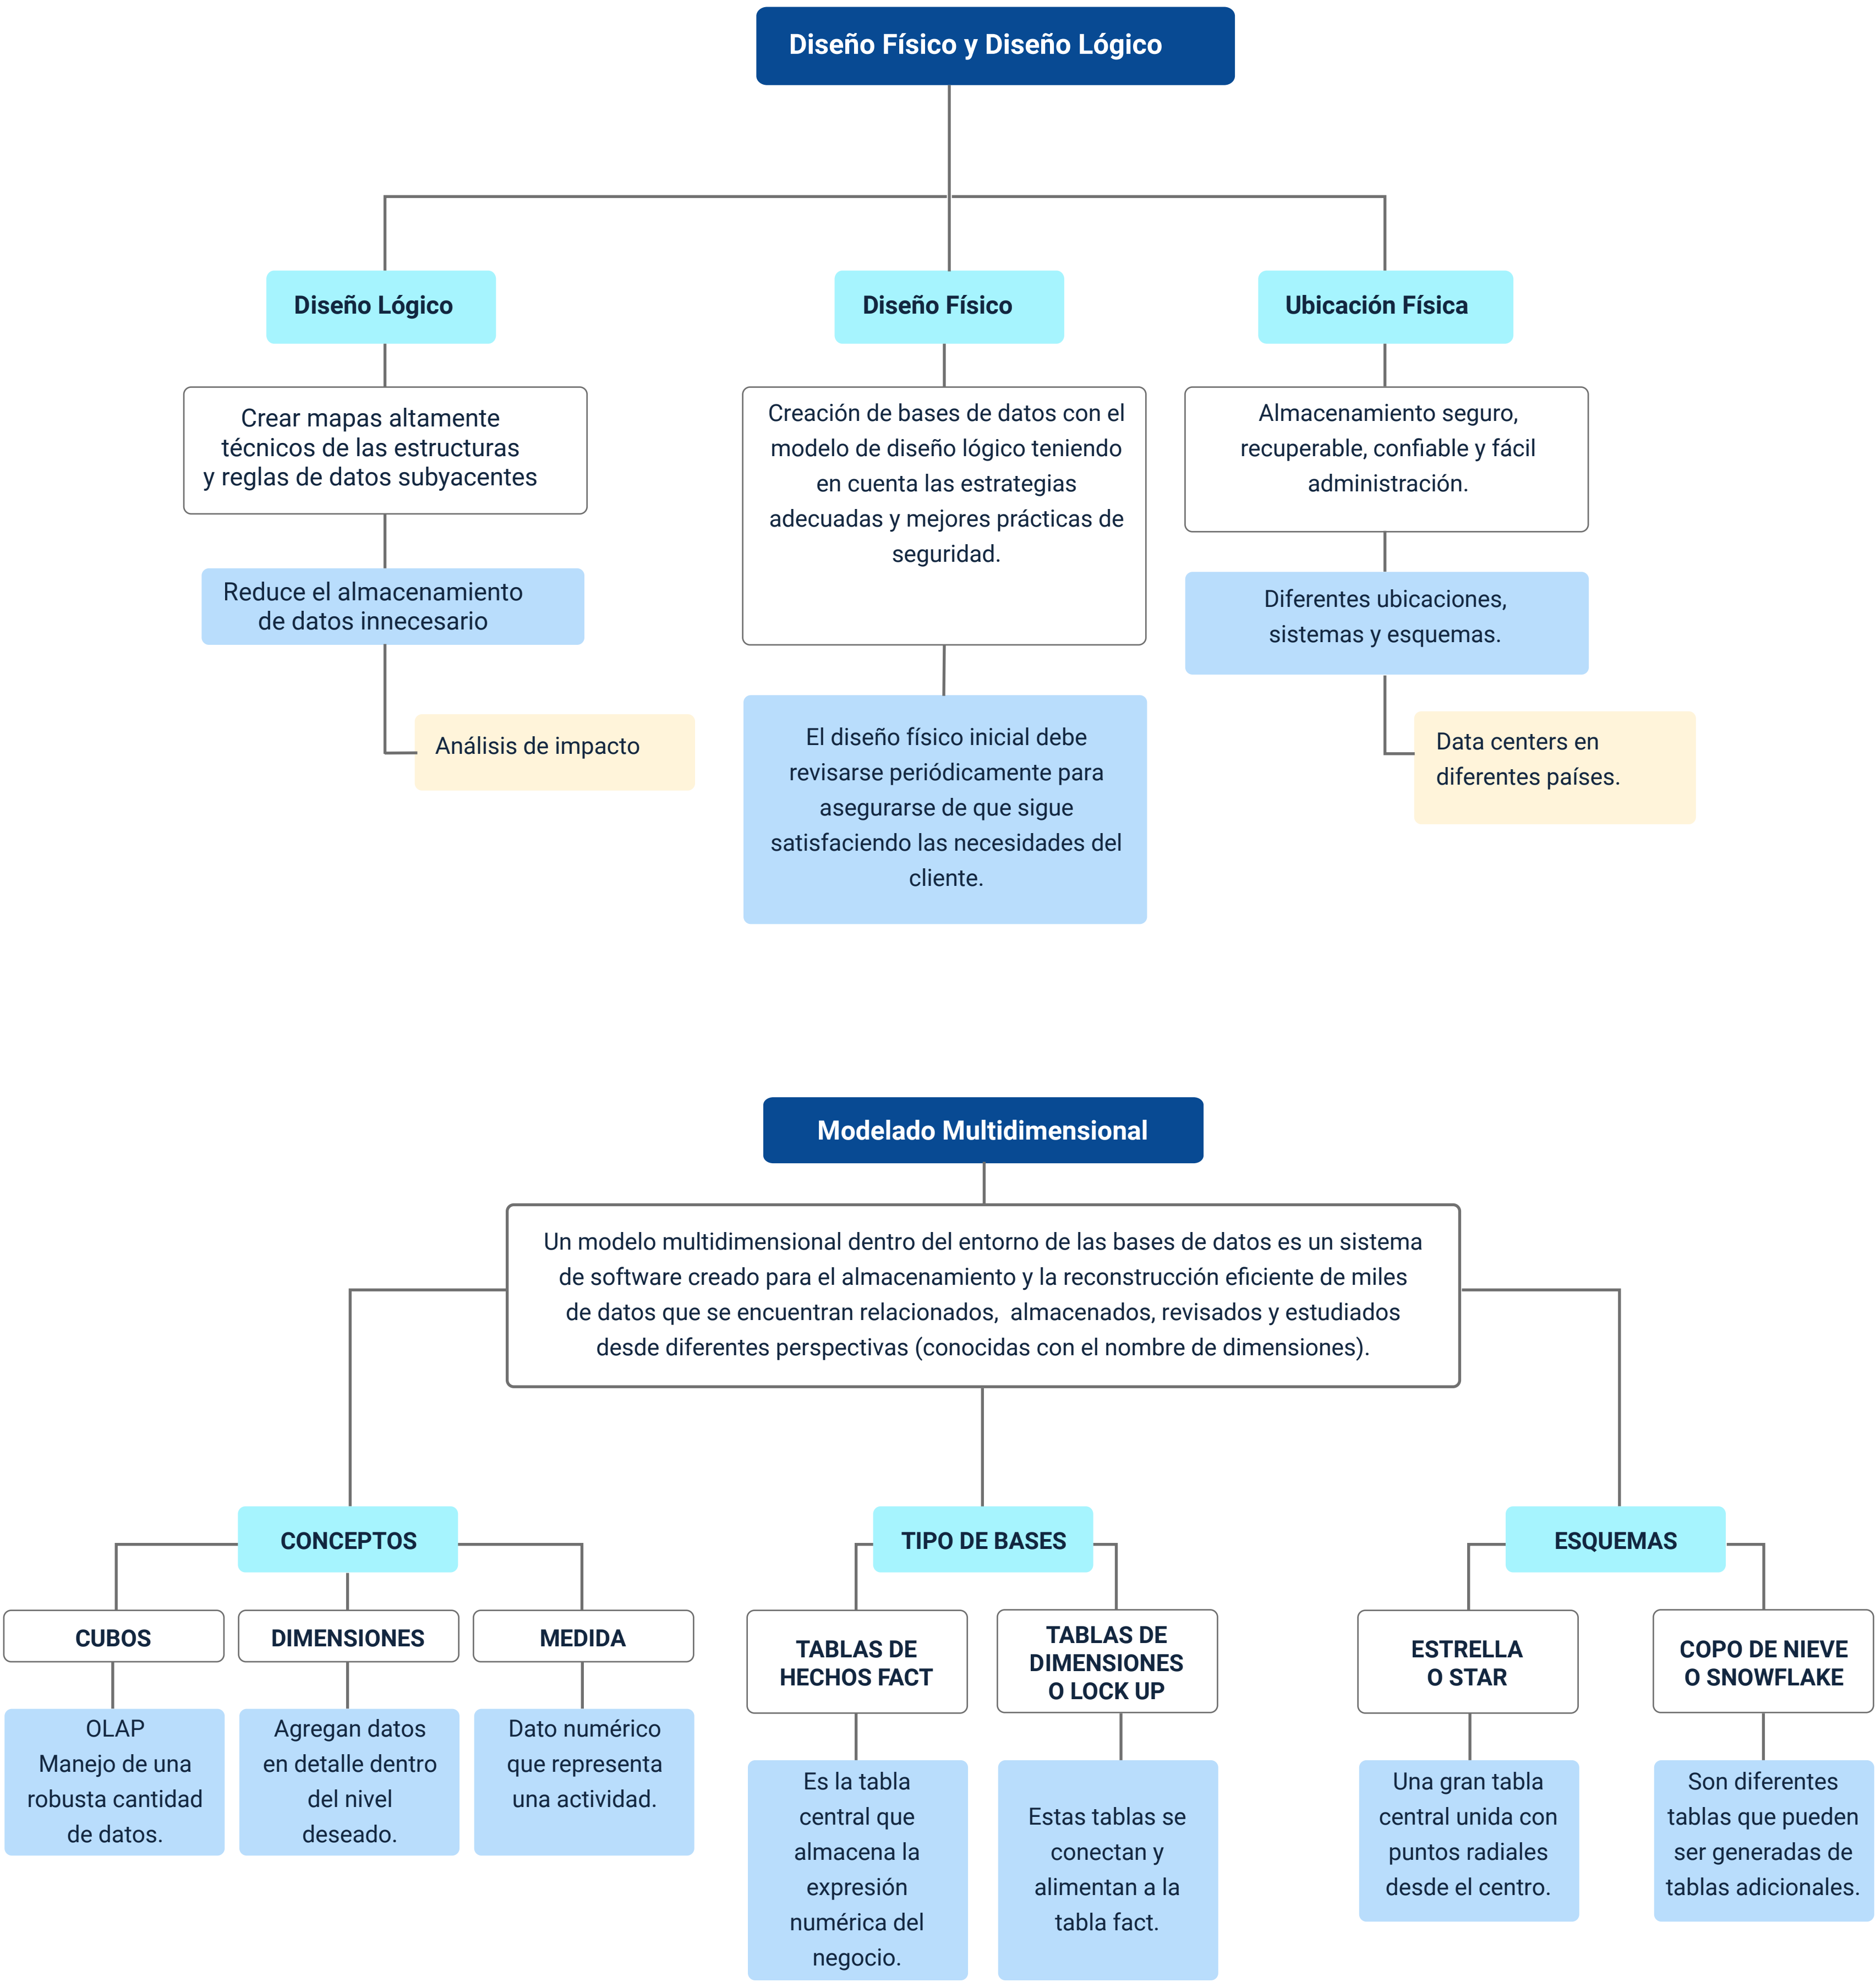 Diseño Físico y Diseño Lógico
Diseño Lógico
Crear mapas altamente
técnicos de las estructuras
y reglas de datos subyacentes
Reduce el almacenamiento
de datos innecesario
Análisis de impacto
Diseño Físico
Creación de bases de datos con el
modelo de diseño lógico teniendo
en cuenta las estrategias
adecuadas y mejores prácticas de
seguridad.
El diseño físico inicial debe
revisarse periódicamente para
asegurarse de que sigue
satisfaciendo las necesidades del
cliente.
Ubicación Física
Almacenamiento seguro,
recuperable, confiable y fácil
administración.
Diferentes ubicaciones,
sistemas y esquemas.
Data centers en
diferentes países.
Modelado Multidimensional
Un modelo multidimensional dentro del entorno de las bases de datos es un sistema
de software creado para el almacenamiento y la reconstrucción eficiente de miles
de datos que se encuentran relacionados, almacenados, revisados y estudiados
desde diferentes perspectivas (conocidas con el nombre de dimensiones).
CONCEPTOS
CUBOS
OLAP
Manejo de una
robusta cantidad
de datos.
DIMENSIONES
Agregan datos
en detalle dentro
del nivel
deseado.
MEDIDA
Dato numérico
que representa
una actividad.
TIPO DE BASES
TABLAS DE
HECHOS FACT
Es la tabla
central que
almacena la
expresión
numérica del
negocio.
TABLAS DE
DIMENSIONES
O LOCK UP
Estas tablas se
conectan y
alimentan a la
tabla fact.
ESQUEMAS
ESTRELLA
O STAR
Una gran tabla
central unida con
puntos radiales
desde el centro.
COPO DE NIEVE
O SNOWFLAKE
Son diferentes
tablas que pueden
ser generadas de
tablas adicionales.